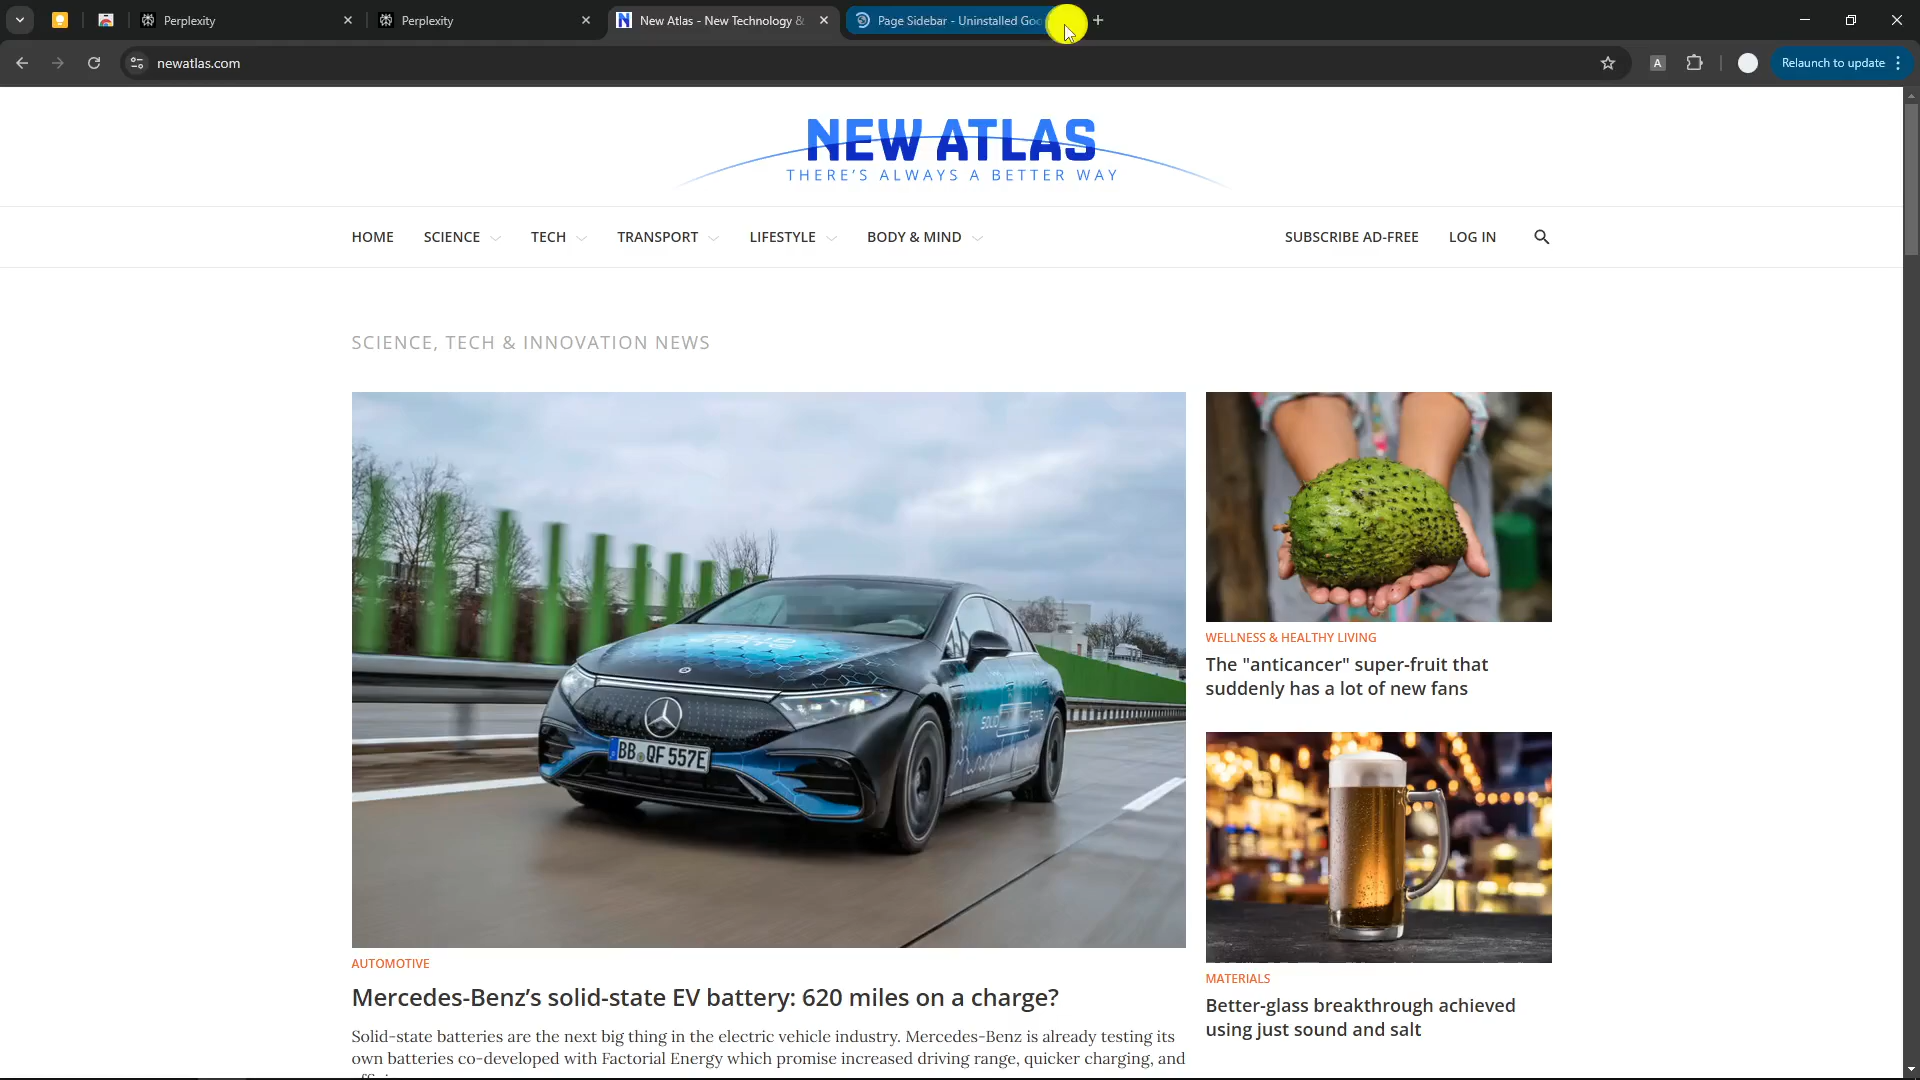 Perplexity
Perplexity
New Atlas - New Technology &
Page Sidebar - Uninstalled Goo
newatlas.com
A
Relaunch to update
NEW ATLAS
THERE'S ALWAYS A BETTER WAY
HOME SCIENCE TECH TRANSPORT LIFESTYLE BODY & MIND SUBSCRIBE AD-FREE LOG IN
SCIENCE, TECH & INNOVATION NEWS
BB QF 557E
AUTOMOTIVE
Mercedes-Benz's solid-state EV battery: 620 miles on a charge?
Solid-state batteries are the next big thing in the electric vehicle industry. Mercedes-Benz is already testing its
own batteries co-developed with Factorial Energy which promise increased driving range, quicker charging, and
WELLNESS & HEALTHY LIVING
The "anticancer" super-fruit that
suddenly has a lot of new fans
MATERIALS
Better-glass breakthrough achieved
using just sound and salt